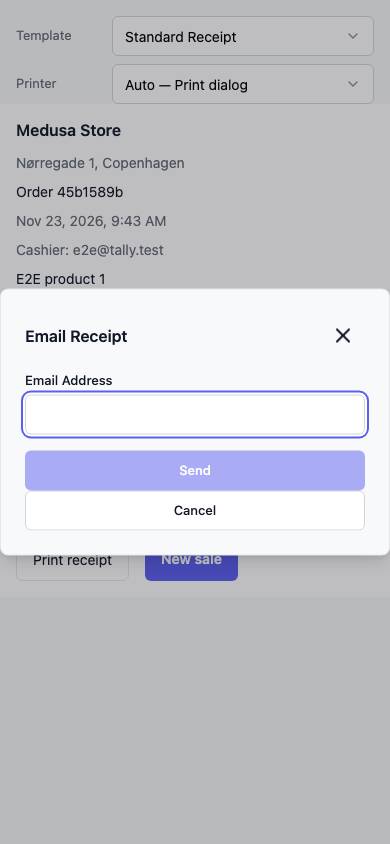 Template
Standard Receipt
Printer
Auto — Print dialog
Medusa Store
Nørregade 1, Copenhagen
Order 45b1589b
Nov 23, 2026, 9:43 AM
Cashier: e2e@tally.test
E2E product 1
Email Receipt
Email Address
Send
Cancel
Print receipt
New sale